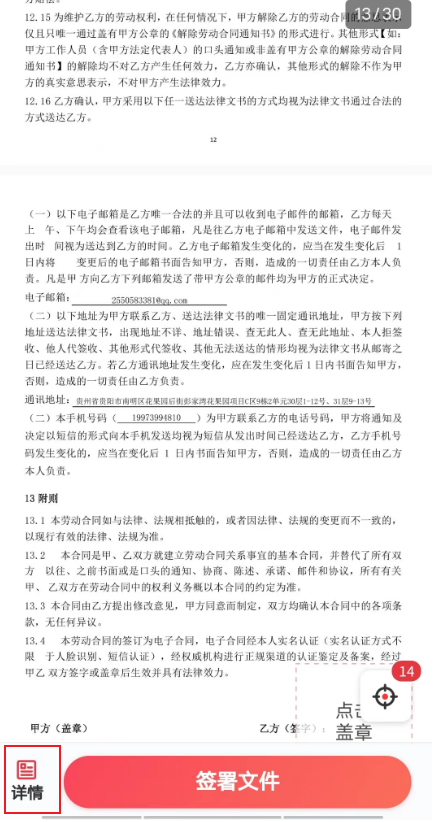 12.15 为维护乙方的劳动权利，在任何情况下，甲方解除乙方的劳动合同
13/30
仅且只唯一通过盖有甲方公章的《解除劳动合同通知书》的形式进行。其他形式【如:
甲方工作人员（含甲方法定代表人）的口头通知或非盖有甲方公章的解除劳动合同
通知书】的解除均不对乙方产生任何效力，乙方亦确认，其他形式的解除不作为甲
方的真实意思表示，不对甲方产生法律效力。
12.16 乙方确认，甲方采用以下任一送达法律文书的方式均视为法律文书通过合法的
方式送达乙方。
12
（一）以下电子邮箱是乙方唯一合法的并且可以收到电子邮件的邮箱，乙方每天
上 午、下午均会查看该电子邮箱，凡是往乙方电子邮箱中发送文件，电子邮件发
出时 间视为送达到乙方的时间。乙方电子邮箱发生变化的，应当在发生变化后 1
日内将 变更后的电子邮箱书面告知甲方，否则，造成的一切责任由乙方本人负
责。凡是甲 方向乙方下列邮箱发送了带甲方公章的邮件均为甲方的正式决定。
电子邮箱: 2550583381@qq.com
（二）以下地址为甲方联系乙方、送达法律文书的唯一固定通讯地址，甲方按下列
地址送达法律文书，出现地址不详、地址错误、查无此人、查无此地址、本人拒签
收、他人代签收、其他形式代签收、其他无法送达的情形均视为法律文书从邮寄之
日已经送达乙方。若乙方通讯地址发生变化，应在发生变化后 1 日内书面告知甲方，
否则，造成的一切责任由乙方负责。
通讯地址: 贵州省贵阳市南明区花果园后街彭家湾花果园项目C区9栋2单元30层1-12号、31层9-13号
（二）本手机号码（ 19973994810 ）为甲方联系乙方的电话号码，甲方将通知及
决定以短信的形式向本手机发送均视为短信从发出时间已经送达乙方，乙方手机号
码发生变化的，应当在变化后 1 日内书面告知甲方，否则，造成的一切责任由乙方
本人负责。
13 附则
13.1 本劳动合同如与法律、法规相抵触的，或者因法律、法规的变更而不一致的，
以现行有效的法律、法规为准。
13.2 本合同是甲、乙双方就建立劳动合同关系事宜的基本合同，并替代了所有双
方 以往、之前书面或是口头的通知、协商、陈述、承诺、邮件和协议，所有有关
甲、 乙双方在劳动合同中的权利义务概以本合同的约定为准。
13.3 本合同由乙方提出修改意见，甲方同意而制定，双方均确认本合同中的各项条
款，无任何异议。
13.4 本劳动合同的签订为电子合同，电子合同经本人实名认证（实名认证方式不
限 于人脸识别、短信认证），经权威机构进行正规渠道的认证鉴定及备案，经过
甲乙 双方签字或盖章后生效并具有法律效力。
14
点击
甲方（盖章） 乙方（签字）:
盖章
详情
签署文件